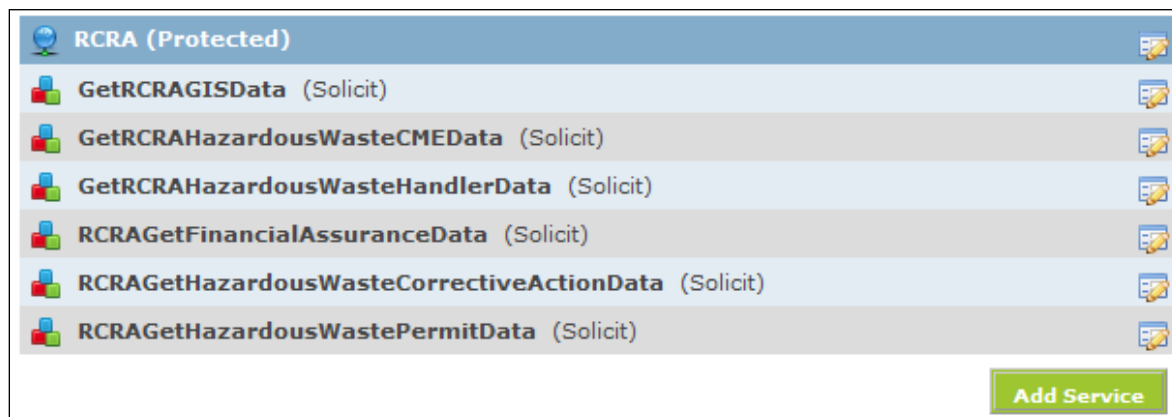 RCRA (Protected)
GetRCRAGISData (Solicit)
GetRCRAHazardousWasteCMEData (Solicit)
GetRCRAHazardousWasteHandlerData (Solicit)
RCRAGetFinancialAssuranceData (Solicit)
RCRAGetHazardousWasteCorrectiveActionData (Solicit)
RCRAGetHazardousWastePermitData (Solicit)
Add Service